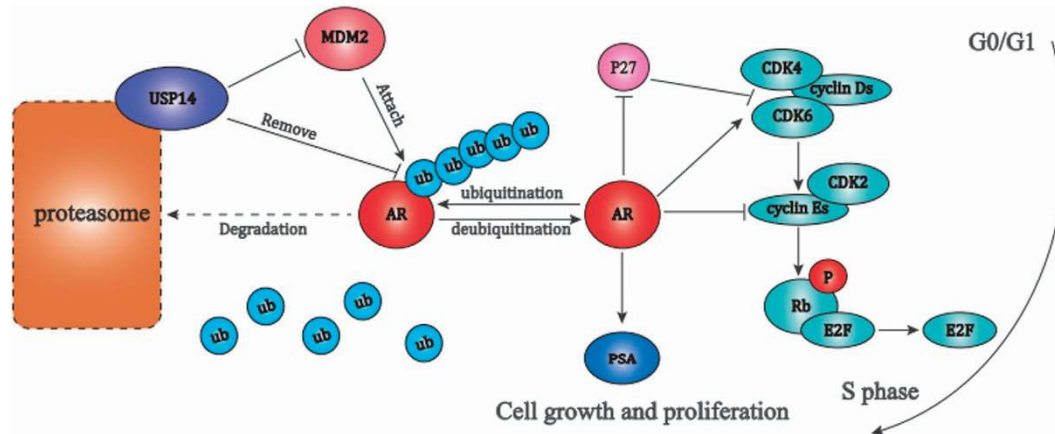 MDM2
G0/G1
P27
CDK4
cyclin Ds
CDK6
USP14
Remove
Attach
ub
ub
ub
ub
ub
proteasome
Degradation
AR
ubiquitination
deubiquitination
AR
CDK2
cyclin Es
P
Rb
E2F
E2F
ub
ub
ub
ub
ub
PSA
S phase
Cell growth and proliferation